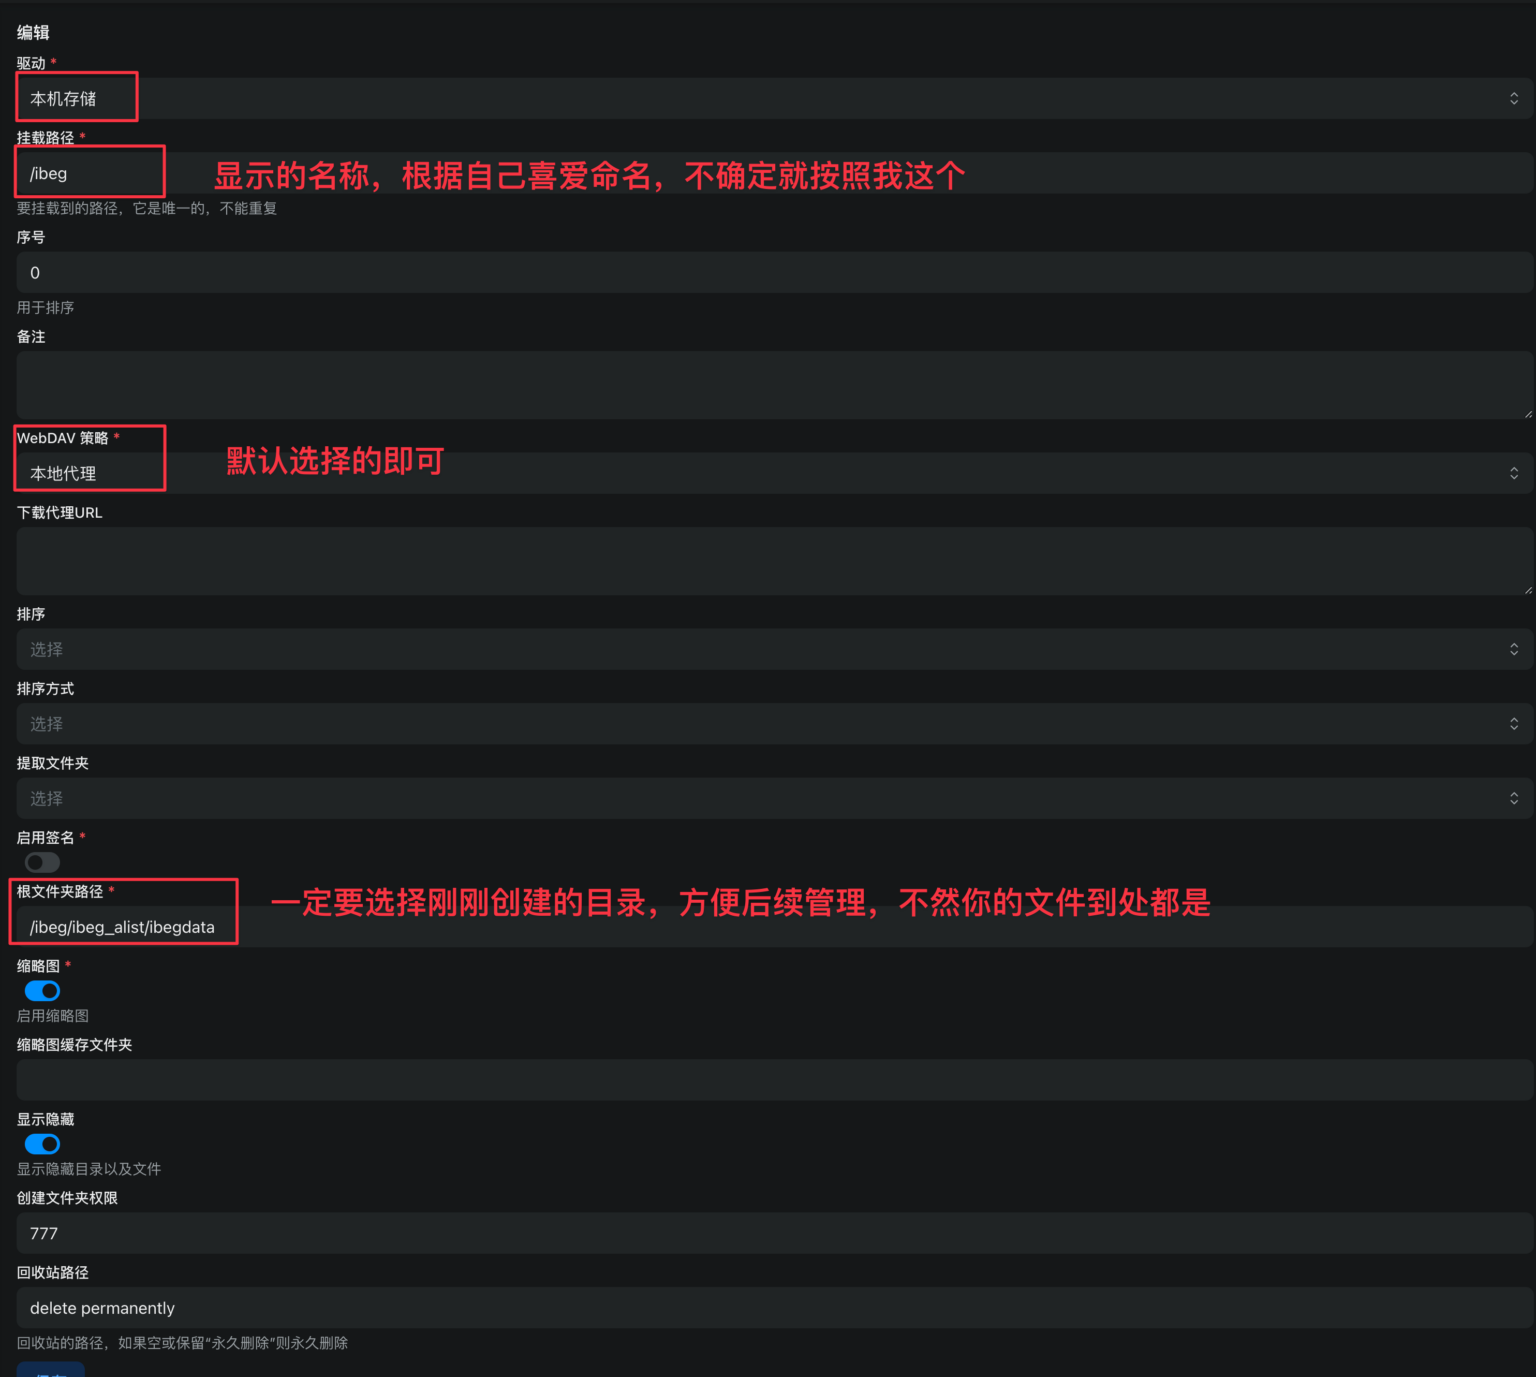 编辑
驱动 *
本机存储
挂载路径 *
/ibeg
显示的名称，根据自己喜爱命名，不确定就按照我这个
要挂载到的路径，它是唯一的，不能重复
序号
0
用于排序
备注
WebDAV 策略 *
本地代理
默认选择的即可
下载代理URL
排序
选择
排序方式
选择
提取文件夹
选择
启用签名 *
根文件夹路径 *
/ibeg/ibeg_alist/ibegdata
一定要选择刚刚创建的目录，方便后续管理，不然你的文件到处都是
缩略图 *
启用缩略图
缩略图缓存文件夹
显示隐藏
显示隐藏目录以及文件
创建文件夹权限
777
回收站路径
delete permanently
回收站的路径，如果空或保留“永久删除”则永久删除